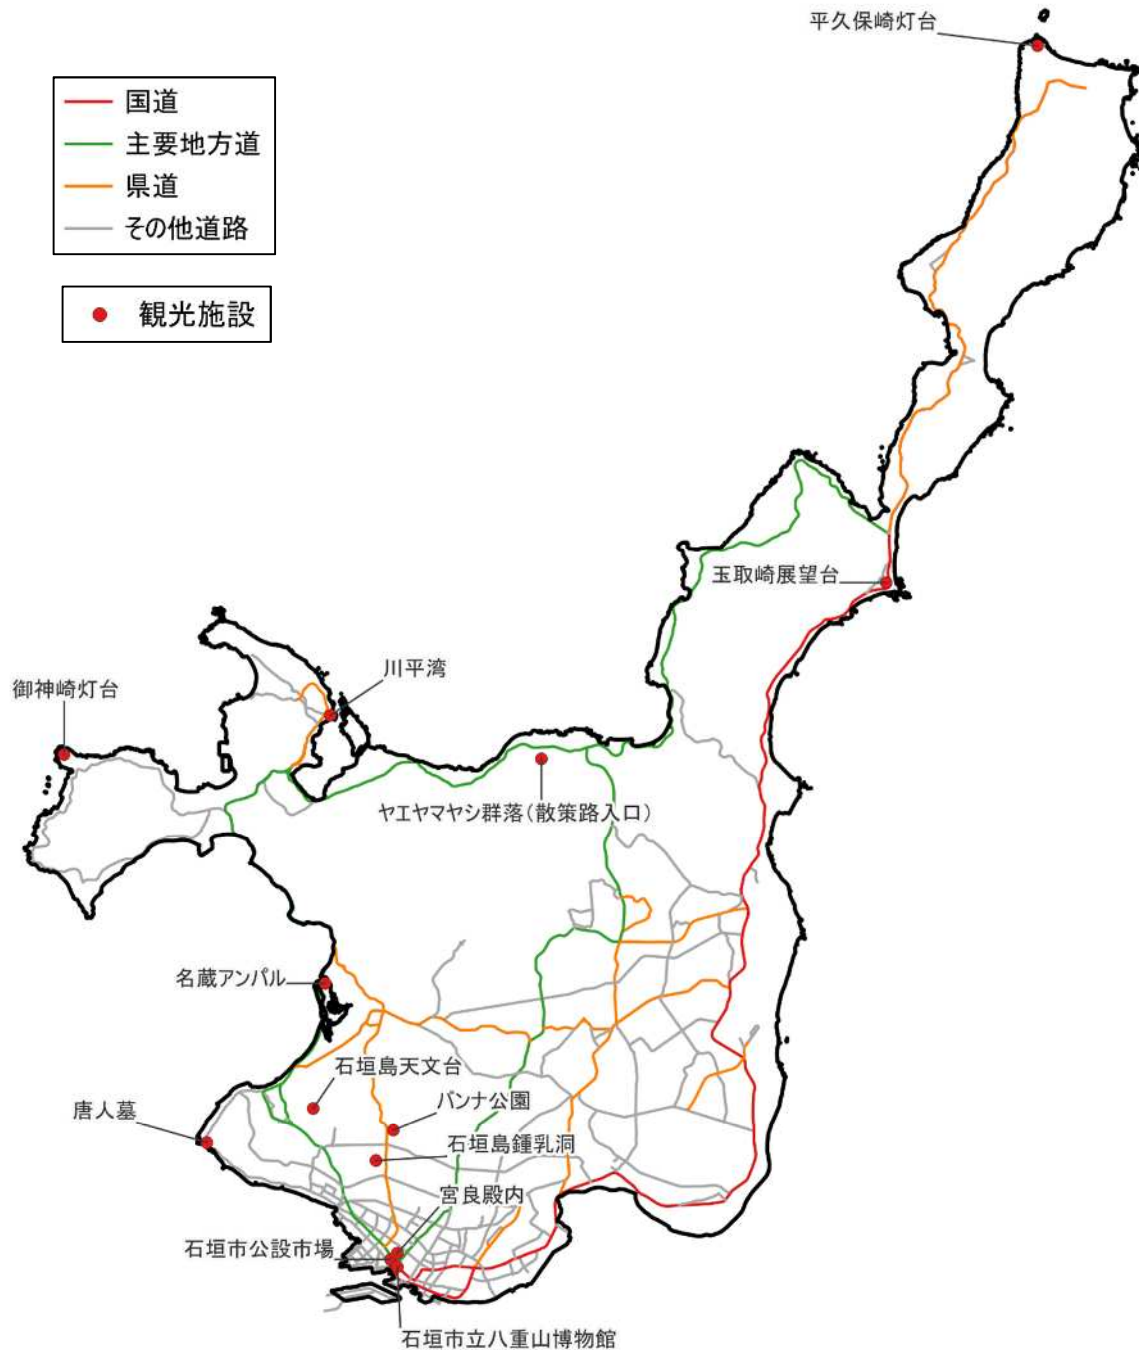 平久保崎灯台
国道
主要地方道
県道
その他道路
観光施設
玉取崎展望台
川平湾
御神崎灯台
ヤエヤマヤシ群落(散策路入口)
名蔵アンパル
石垣島天文台
バンナ公園
唐人墓
石垣島鍾乳洞
宮良殿内
石垣市公設市場
石垣市立八重山博物館